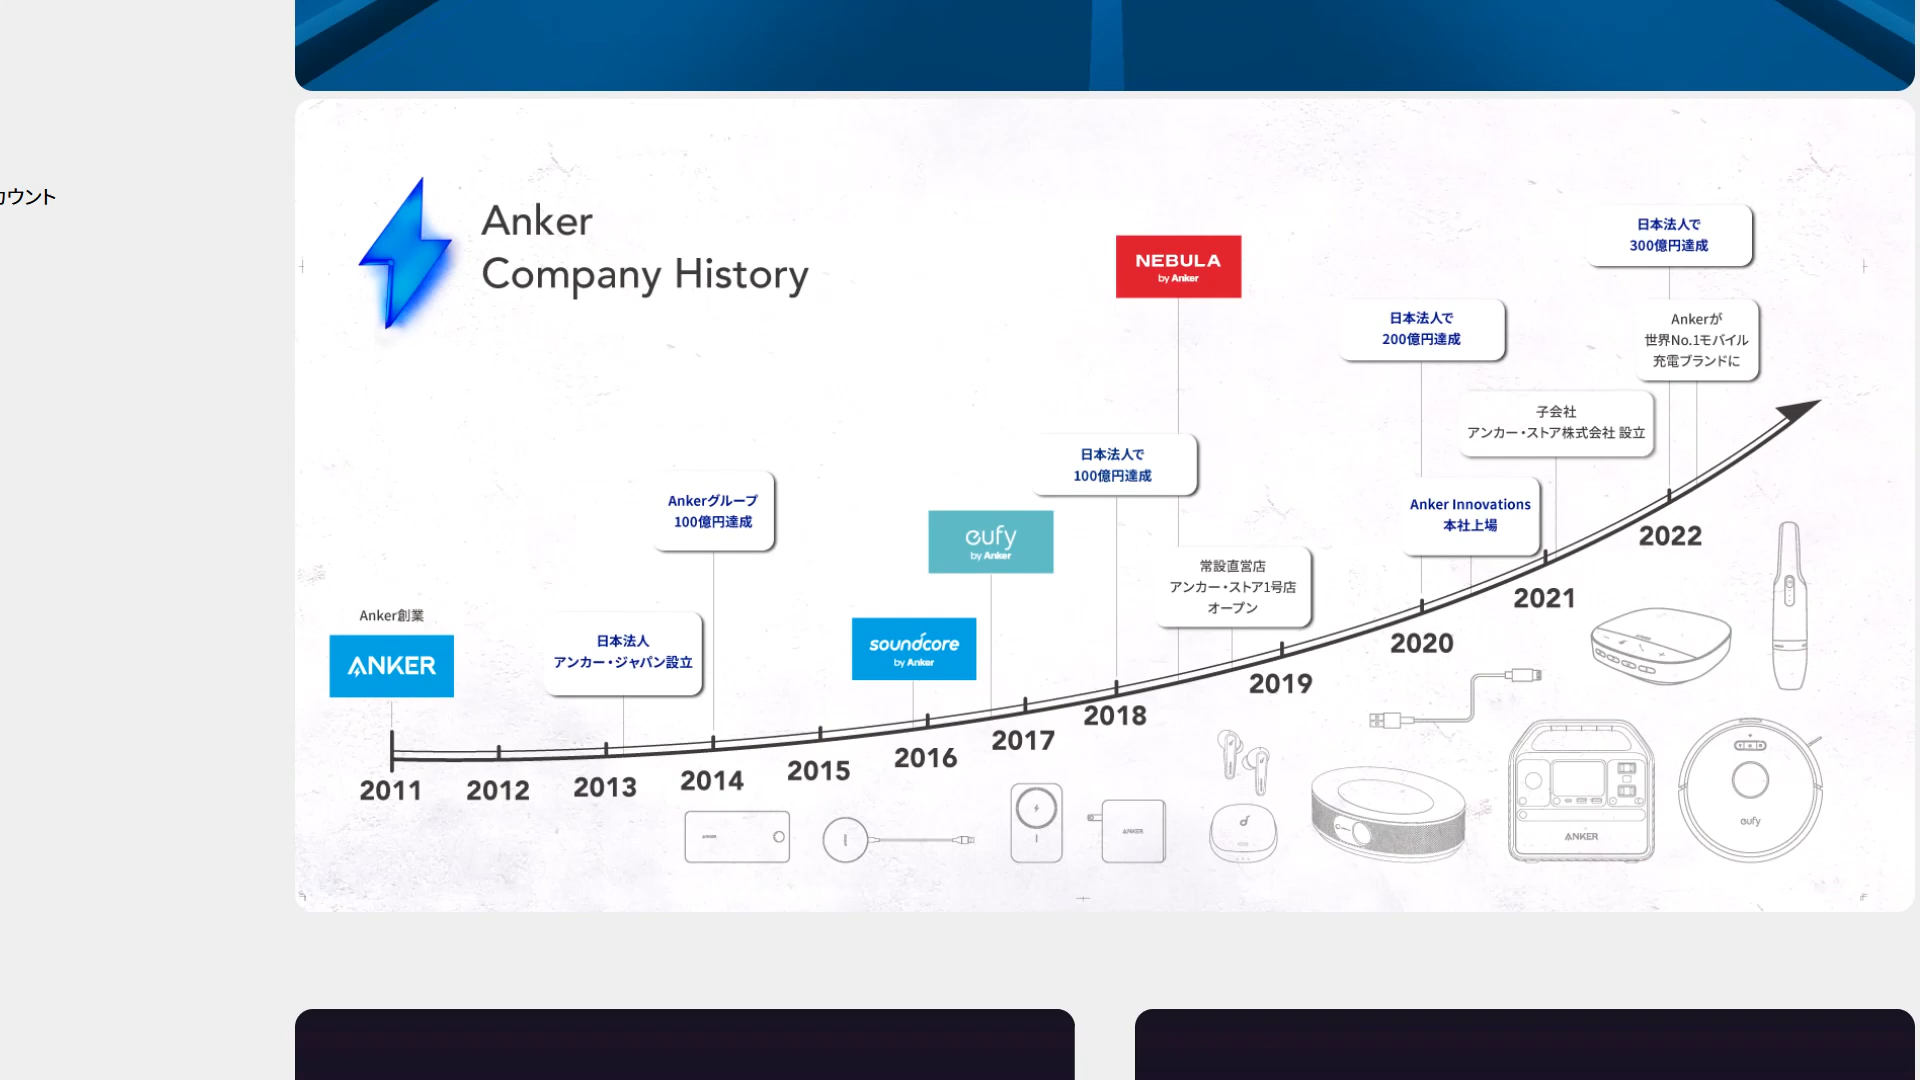 カウント
Anker
Company History
Anker創業
ANKER
日本法人
アンカー・ジャパン設立
Ankerグループ
100億円達成
soundcore
by Anker
eufy
by Anker
日本法人で
100億円達成
NEBULA
by Anker
常設直営店
アンカー・ストア1号店
オープン
日本法人で
200億円達成
Anker Innovations
本社上場
子会社
アンカー・ストア株式会社 設立
日本法人で
300億円達成
Ankerが
世界No.1モバイル
充電ブランドに
2011
2012
2013
2014
2015
2016
2017
2018
2019
2020
2021
2022
ANKER
ANKER
ANKER
eufy